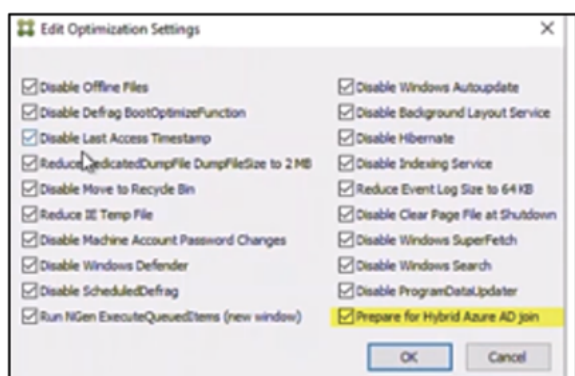 Edit Optimization Settings
Disable Offline Files
Disable Defrag BootOptimizeFunction
Disable Last Access Timestamp
Reduce DedicatedDumpFile DumpFileSize to 2 MB
Disable Move to Recycle Bin
Reduce IE Temp File
Disable Machine Account Password Changes
Disable Windows Defender
Disable ScheduledDefrag
Run NGen ExecuteQueuedItems (new window)
Disable Windows Autoupdate
Disable Background Layout Service
Disable Hibernate
Disable Indexing Service
Reduce Event Log Size to 64 KB
Disable Clear Page File at Shutdown
Disable Windows SuperFetch
Disable Windows Search
Disable ProgramDataUpdater
Prepare for Hybrid Azure AD join
OK
Cancel